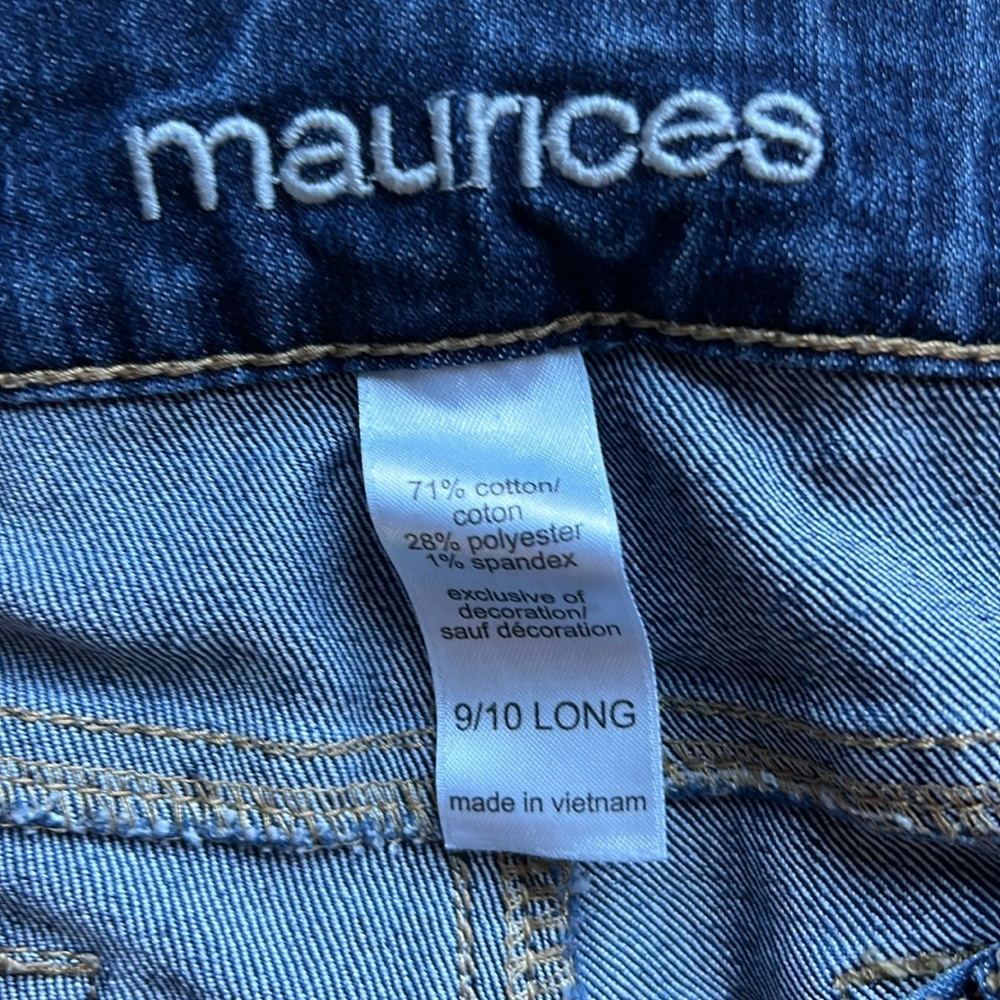 maurices
71% cotton/
coton
28% polyester
1% spandex
exclusive of
decoration/
sauf décoration
9/10 LONG
made in vietnam